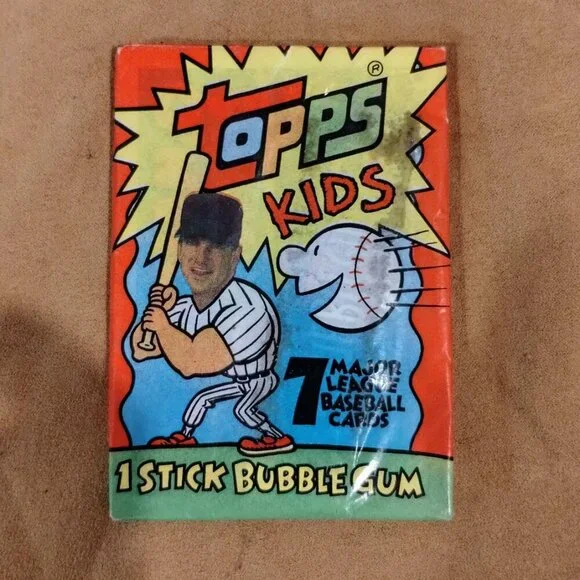 topps
®
KIDS
7 MAJOR
LEAGUE
BASEBALL
CARDS
1 STICK BUBBLE GUM